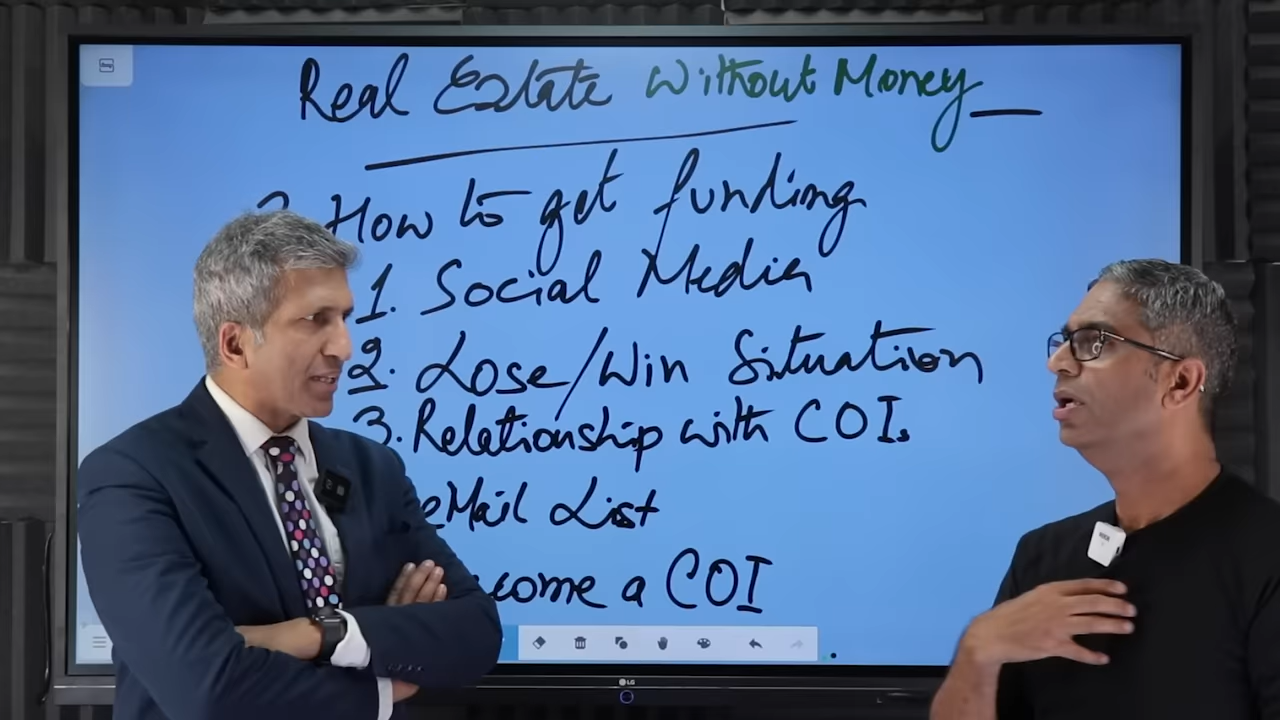 Real Estate Without Money_
How to get funding
1. Social Media
2. Lose/Win Situation
3. Relationship with COI.
eMail List
come a COI
LG